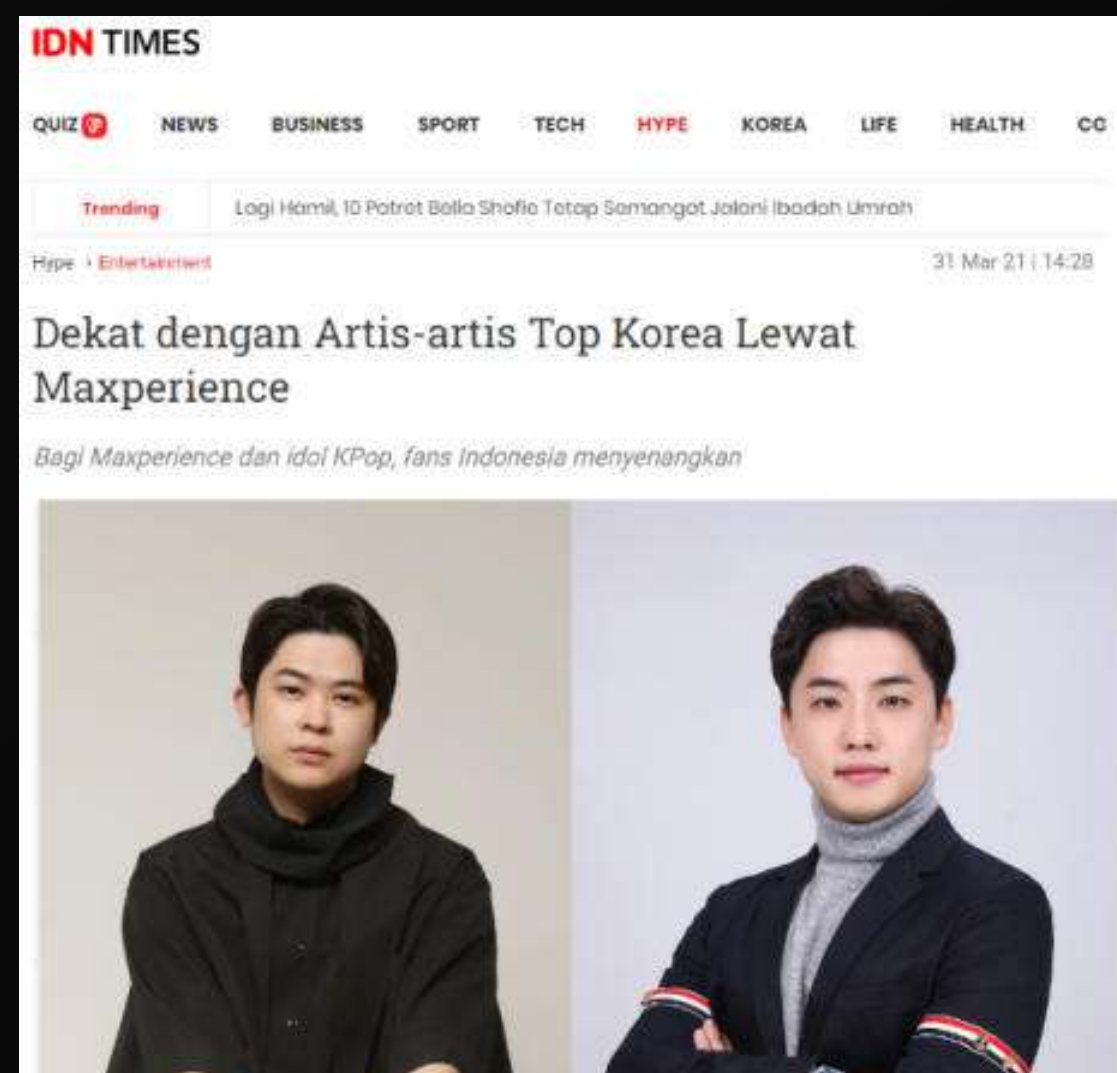 IDN TIMES
QUIZ NEWS BUSINESS SPORT TECH HYPE KOREA LIFE HEALTH CO
Trending Lagi Hamil, 10 Potret Bella Shofie Tetap Semangat Jalani Ibadah Umrah
Hype › Entertainment 31 Mar 21 | 14:28
Dekat dengan Artis-artis Top Korea Lewat
Maxperience
Bagi Maxperience dan idol KPop, fans Indonesia menyenangkan